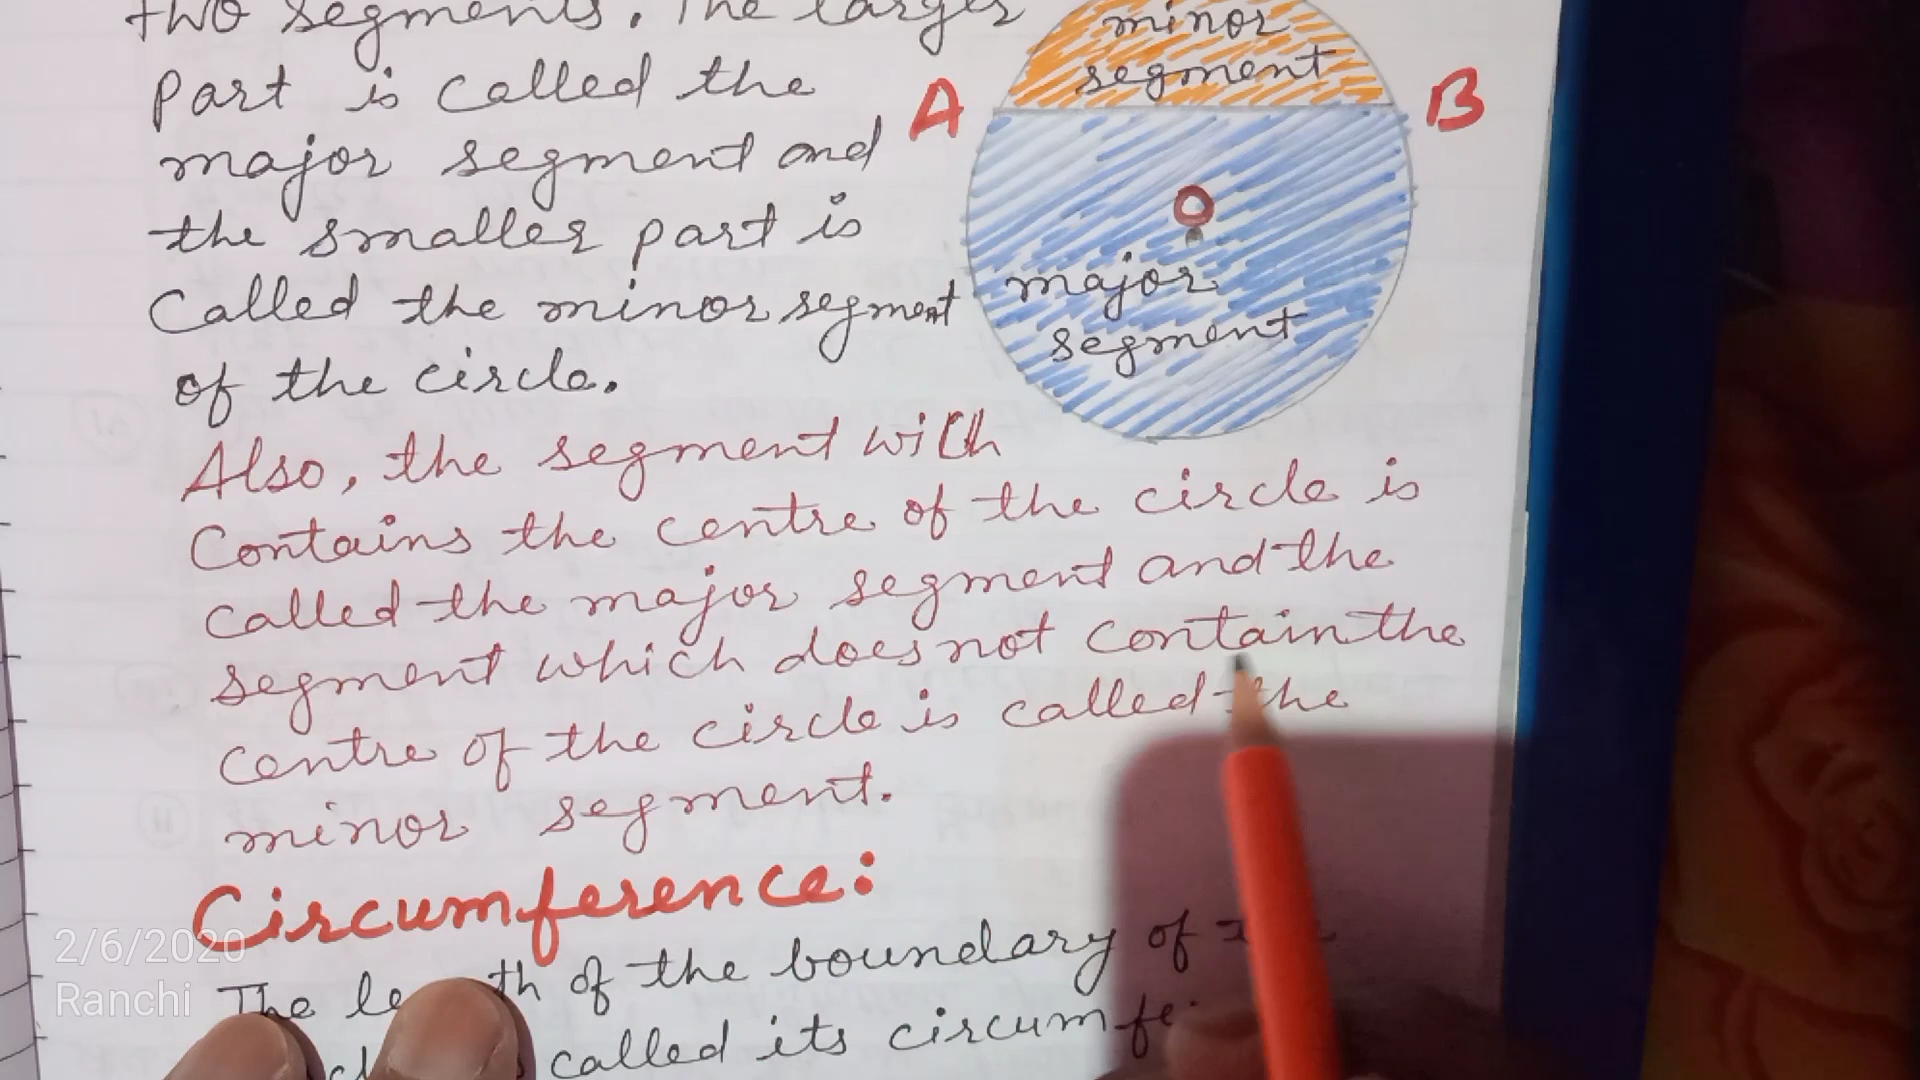 two segments. The larger
Part is called the
major segment and
the smaller part is
Called the minor segment
of the circle.
minor
segment
A
B
O
major
segment
Also, the segment with
Contains the centre of the circle is
called the major segment and the
segment which does not contain the
centre of the circle is called the
minor segment.
Circumference:
The of the boundary of
called its
2/6/2020
Ranchi